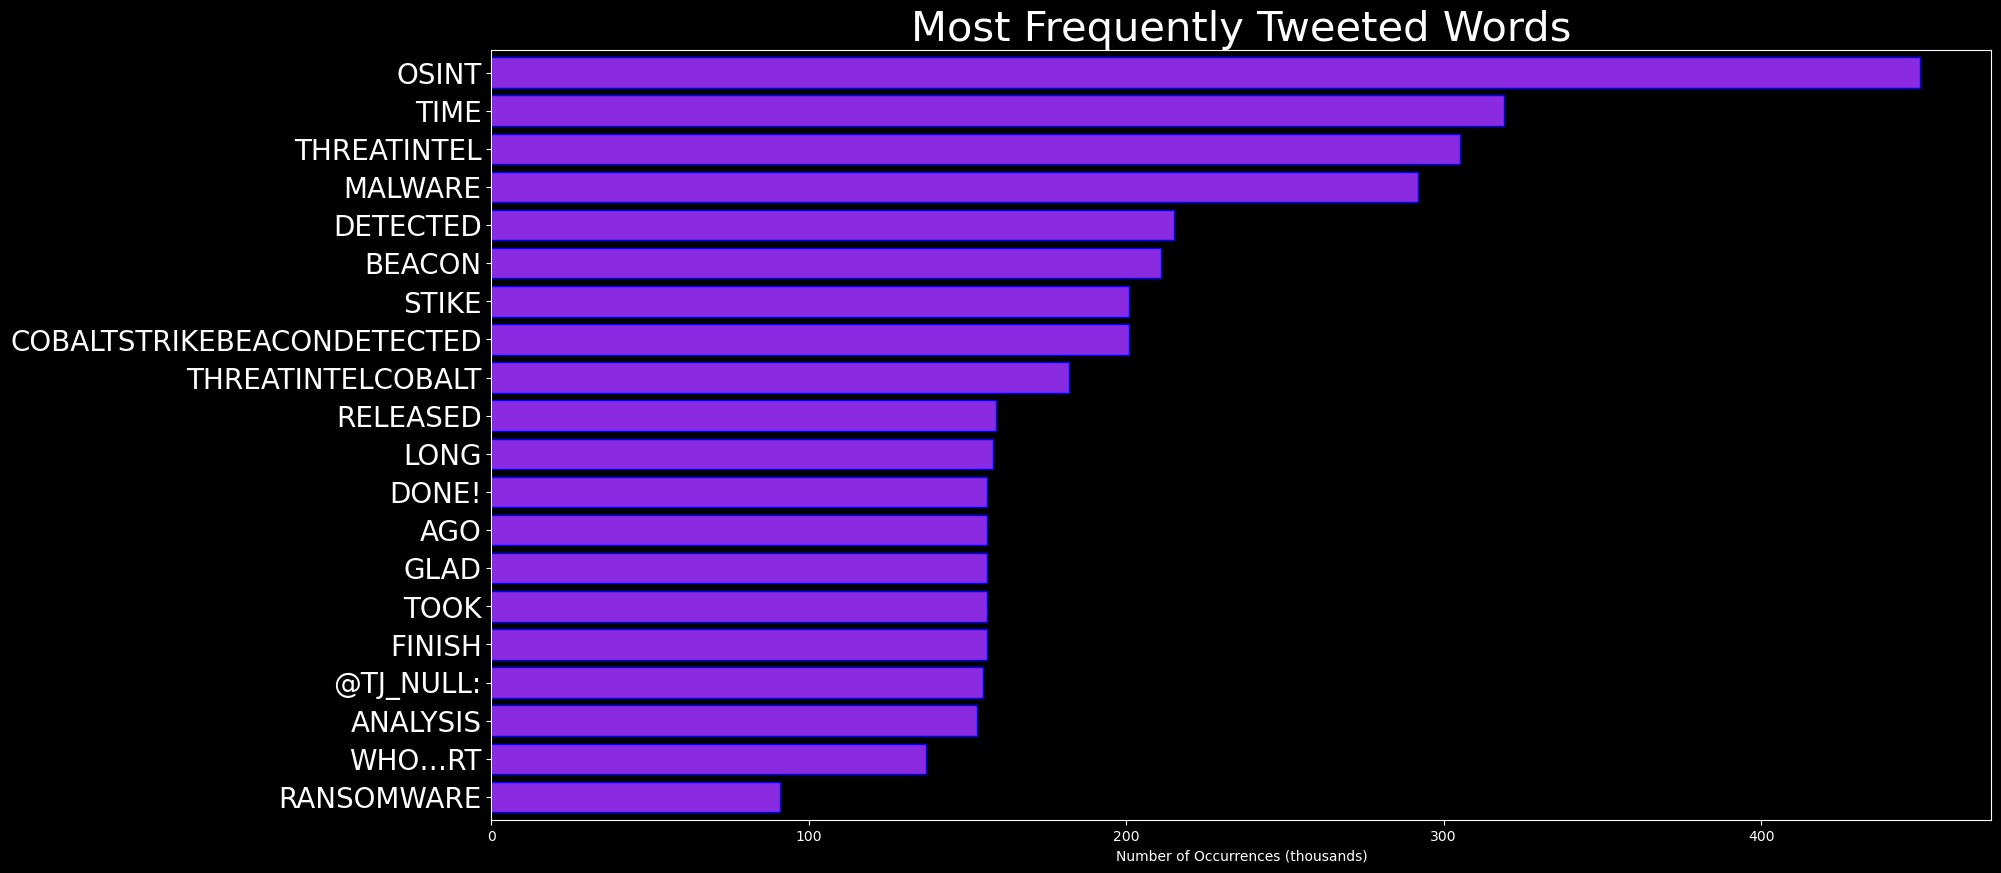 Most Frequently Tweeted Words
OSINT
TIME
THREATINTEL
MALWARE
DETECTED
BEACON
STIKE
COBALTSTRIKEBEACONDETECTED
THREATINTELCOBALT
RELEASED
LONG
DONE!
AGO
GLAD
TOOK
FINISH
@TJ_NULL:
ANALYSIS
WHO…RT
RANSOMWARE
0 100 200 300 400
Number of Occurrences (thousands)